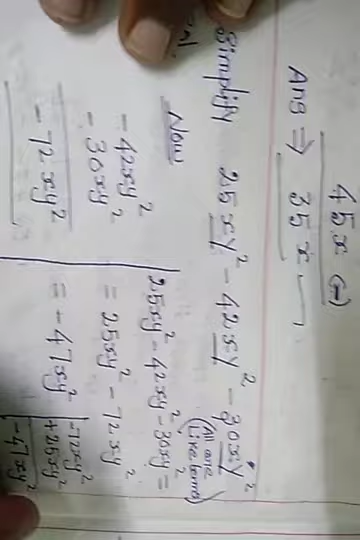 45x (-)
Ans ⇒ 35x
Simplify 25xy² - 42xy² - 30xy²
(All are Like terms)
Now
25xy² - 42xy² - 30xy² =
- 42xy²
- 30xy²
- 72xy²
= 25xy² - 72xy²
= - 47xy²
- 72xy²
+ 25xy²
- 47xy²